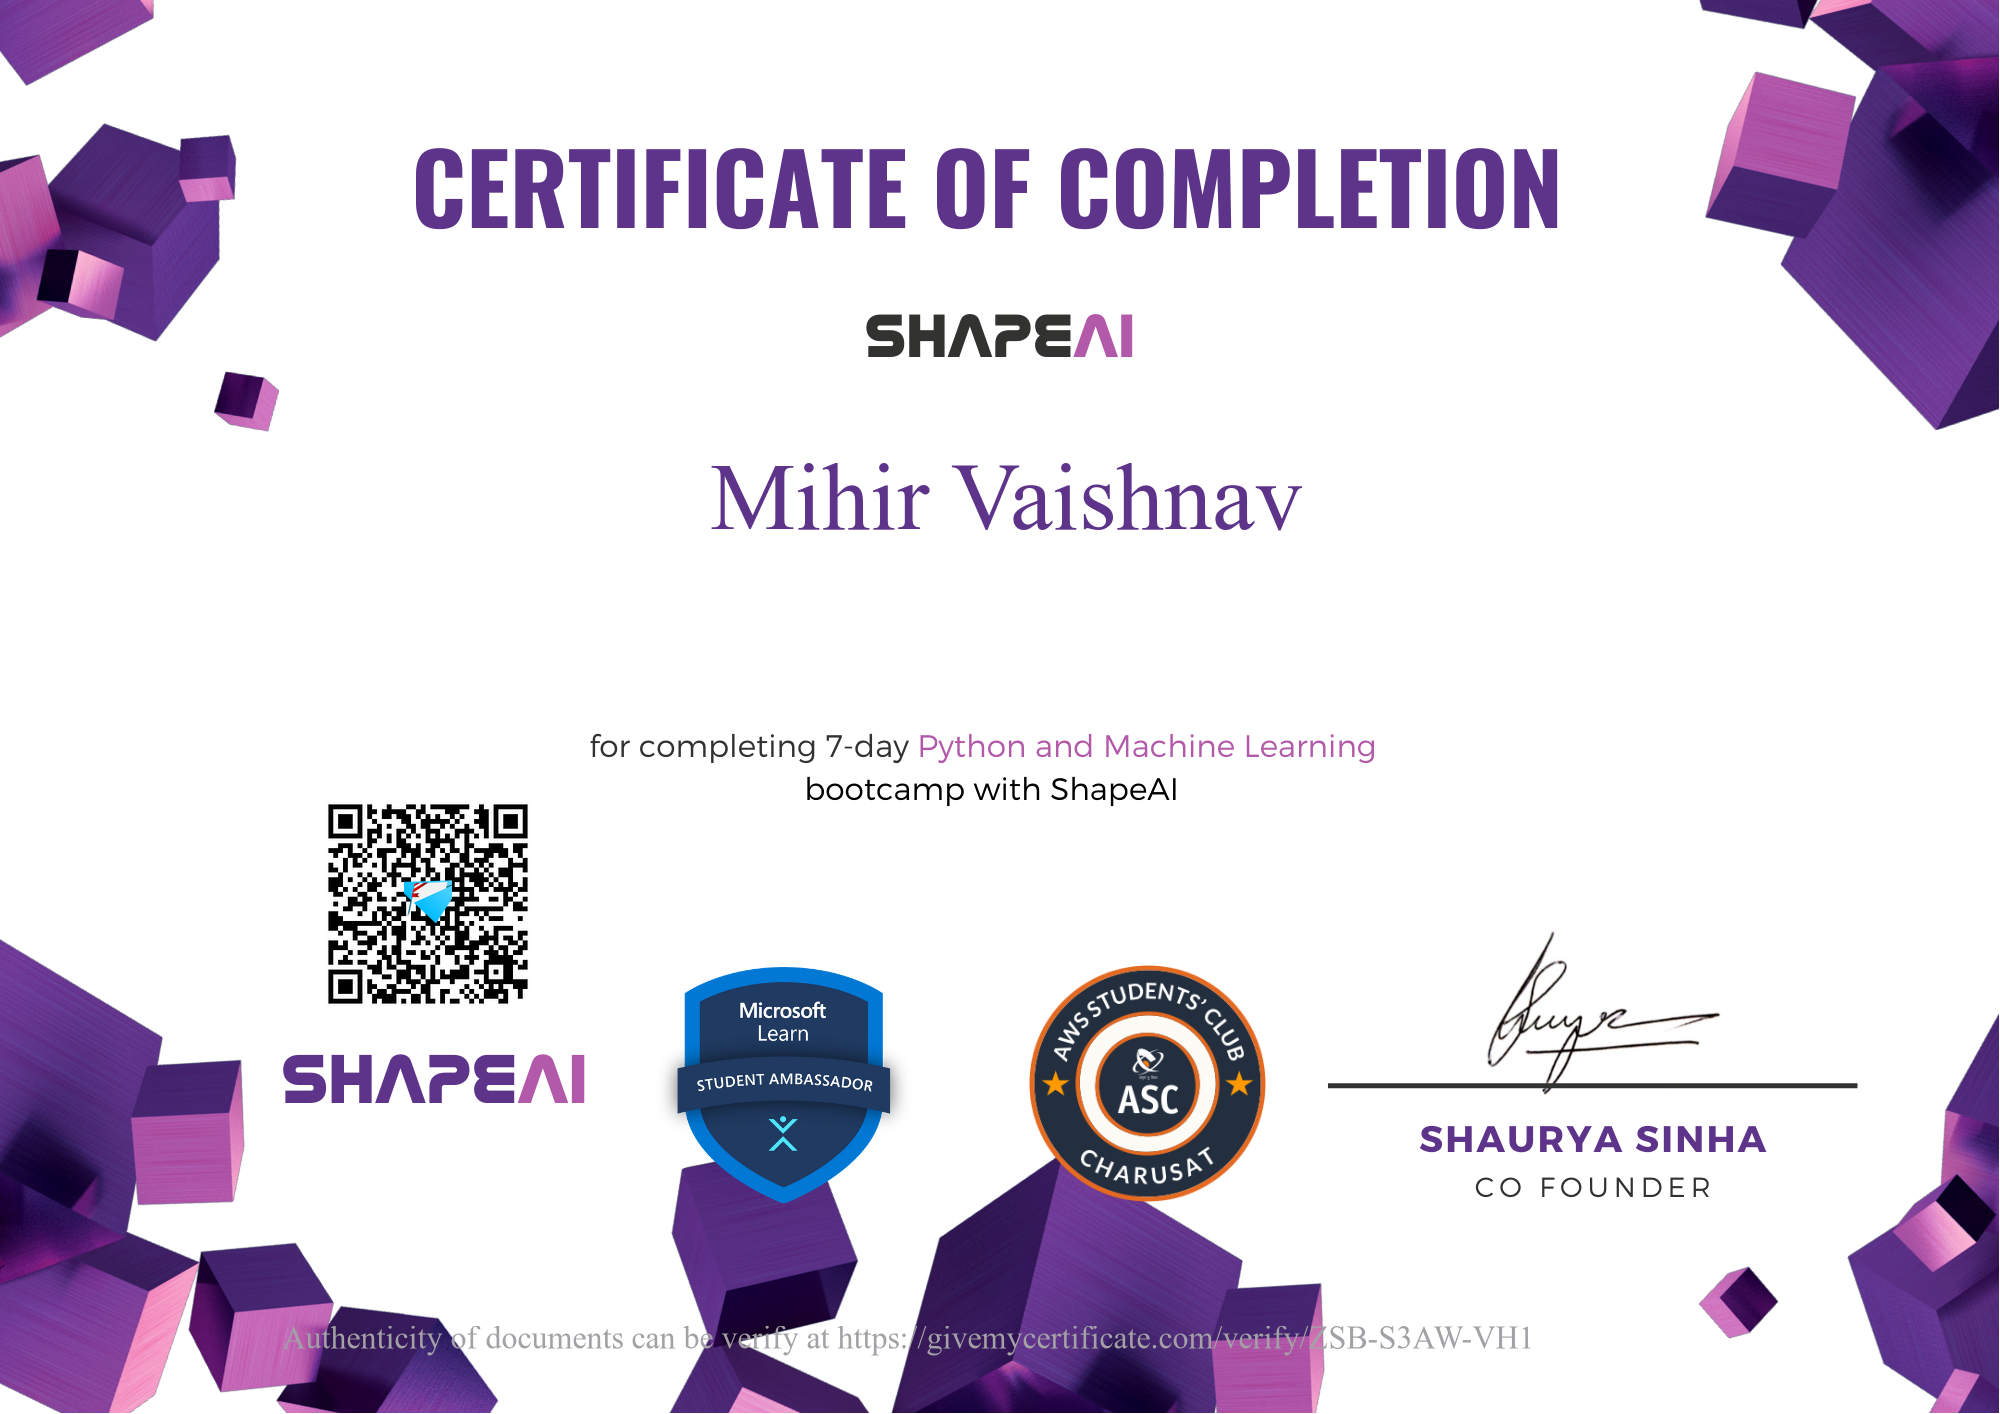 CERTIFICATE OF COMPLETION
SHAPEAI
Mihir Vaishnav
for completing 7-day Python and Machine Learning
bootcamp with ShapeAI
SHAPEAI
Microsoft
Learn
STUDENT AMBASSADOR
AWS STUDENTS' CLUB
ASC
CHARUSAT
SHAURYA SINHA
CO FOUNDER
Authenticity of documents can be verify at https://givemycertificate.com/verify/ZSB-S3AW-VH1